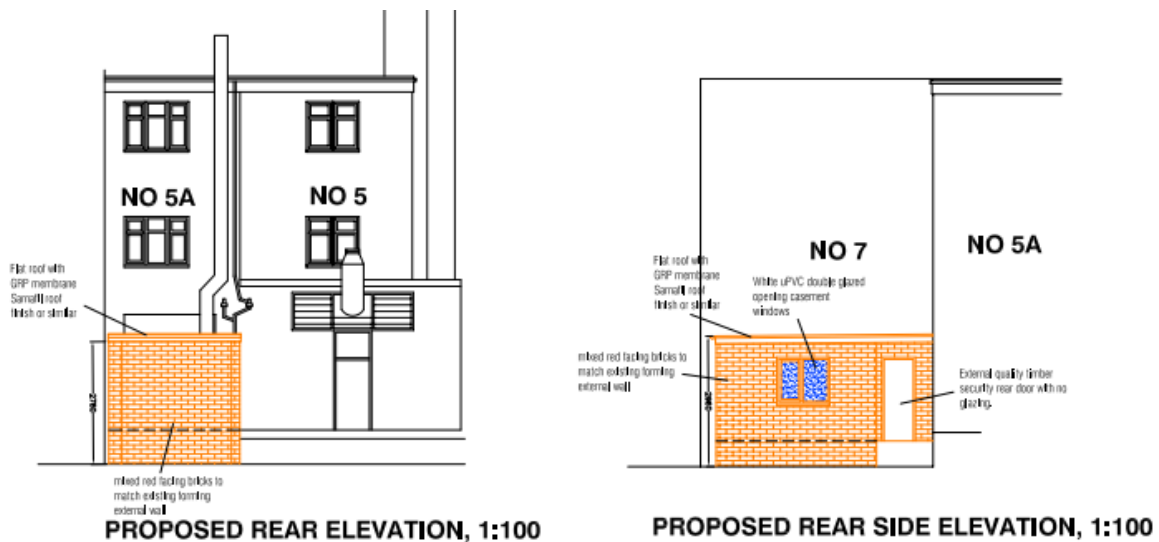 NO 5A
NO 5
Flat roof with
GRP membrane
Sarnafil roof
finish or similar
mixed red facing bricks to
match existing forming
external wall
PROPOSED REAR ELEVATION, 1:100
NO 7
NO 5A
Flat roof with
GRP membrane
Sarnafil roof
finish or similar
White uPVC double glazed
opening casement
windows
mixed red facing bricks to
match existing forming
external wall
External quality timber
security rear door with no
glazing.
PROPOSED REAR SIDE ELEVATION, 1:100